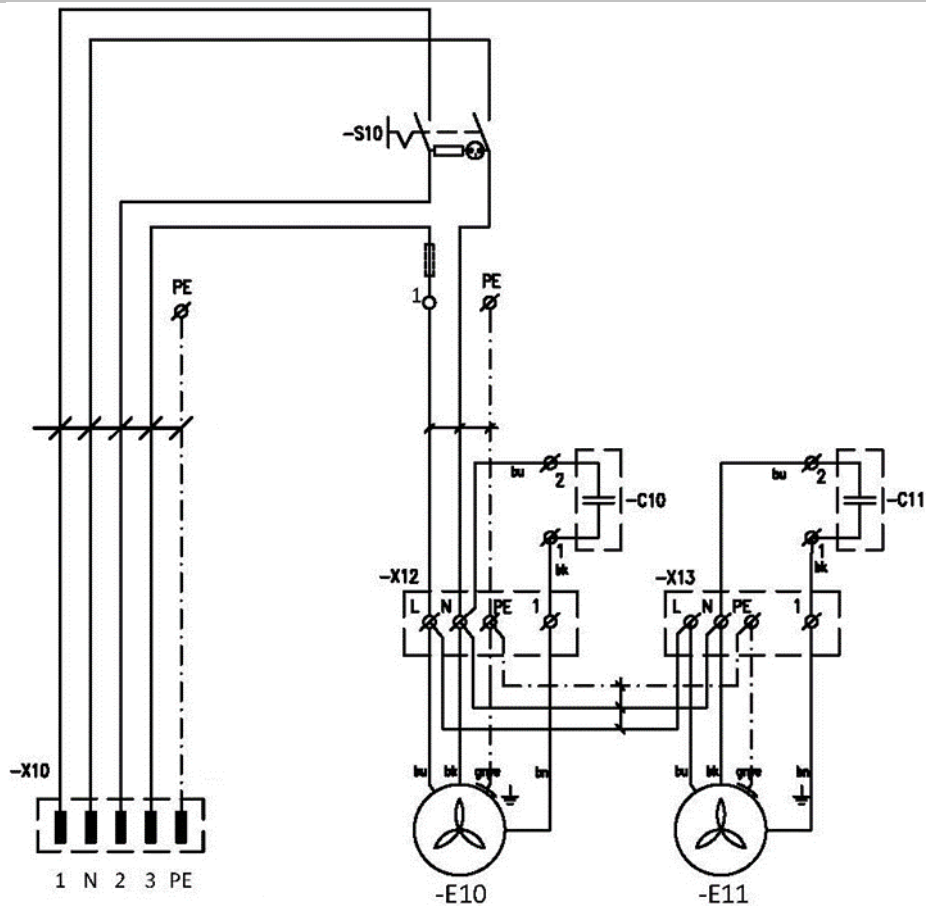 -S10
PE
PE
1
bu
2
-C10
bu
2
-C11
1
bk
1
bk
-X12
-X13
L N PE 1
L N PE 1
-X10
bu bk gnye bn
bu bk gnye bn
1 N 2 3 PE
-E10
-E11